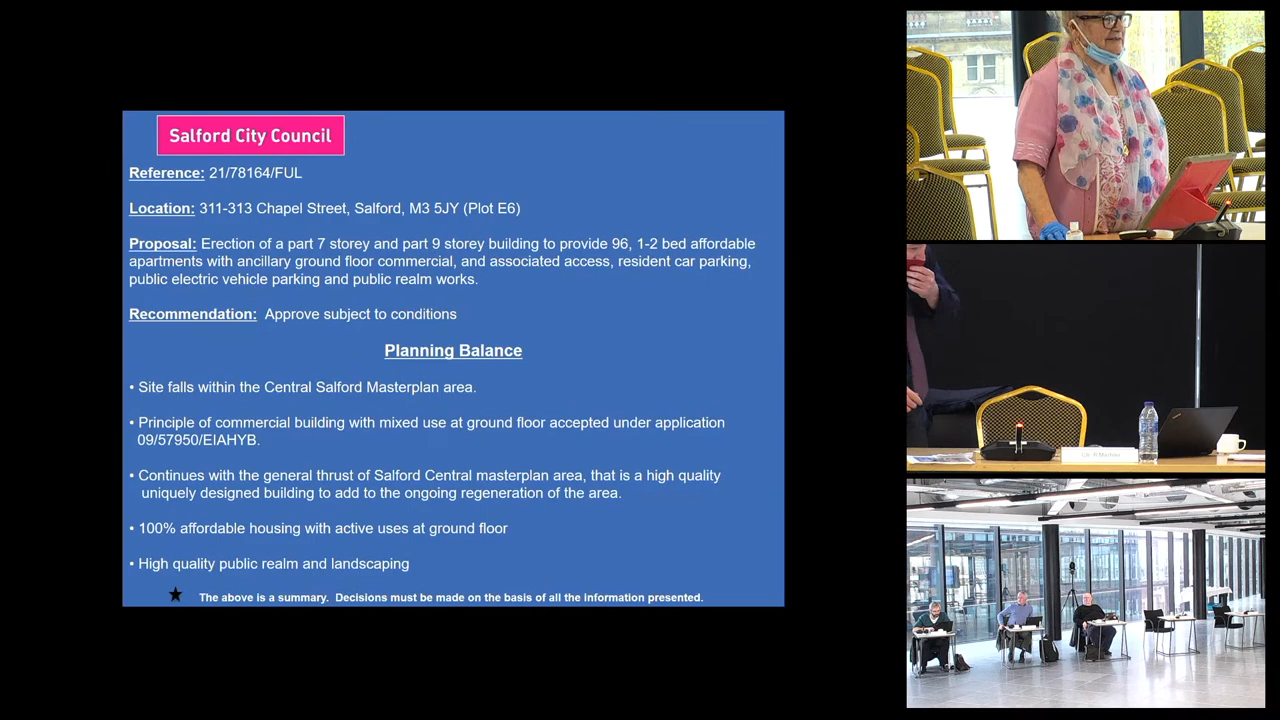 Salford City Council
Reference: 21/78164/FUL
Location: 311-313 Chapel Street, Salford, M3 5JY (Plot E6)
Proposal: Erection of a part 7 storey and part 9 storey building to provide 96, 1-2 bed affordable
apartments with ancillary ground floor commercial, and associated access, resident car parking,
public electric vehicle parking and public realm works.
Recommendation: Approve subject to conditions
Planning Balance
• Site falls within the Central Salford Masterplan area.
• Principle of commercial building with mixed use at ground floor accepted under application
09/57950/EIAHYB.
• Continues with the general thrust of Salford Central masterplan area, that is a high quality
uniquely designed building to add to the ongoing regeneration of the area.
• 100% affordable housing with active uses at ground floor
• High quality public realm and landscaping
★ The above is a summary. Decisions must be made on the basis of all the information presented.